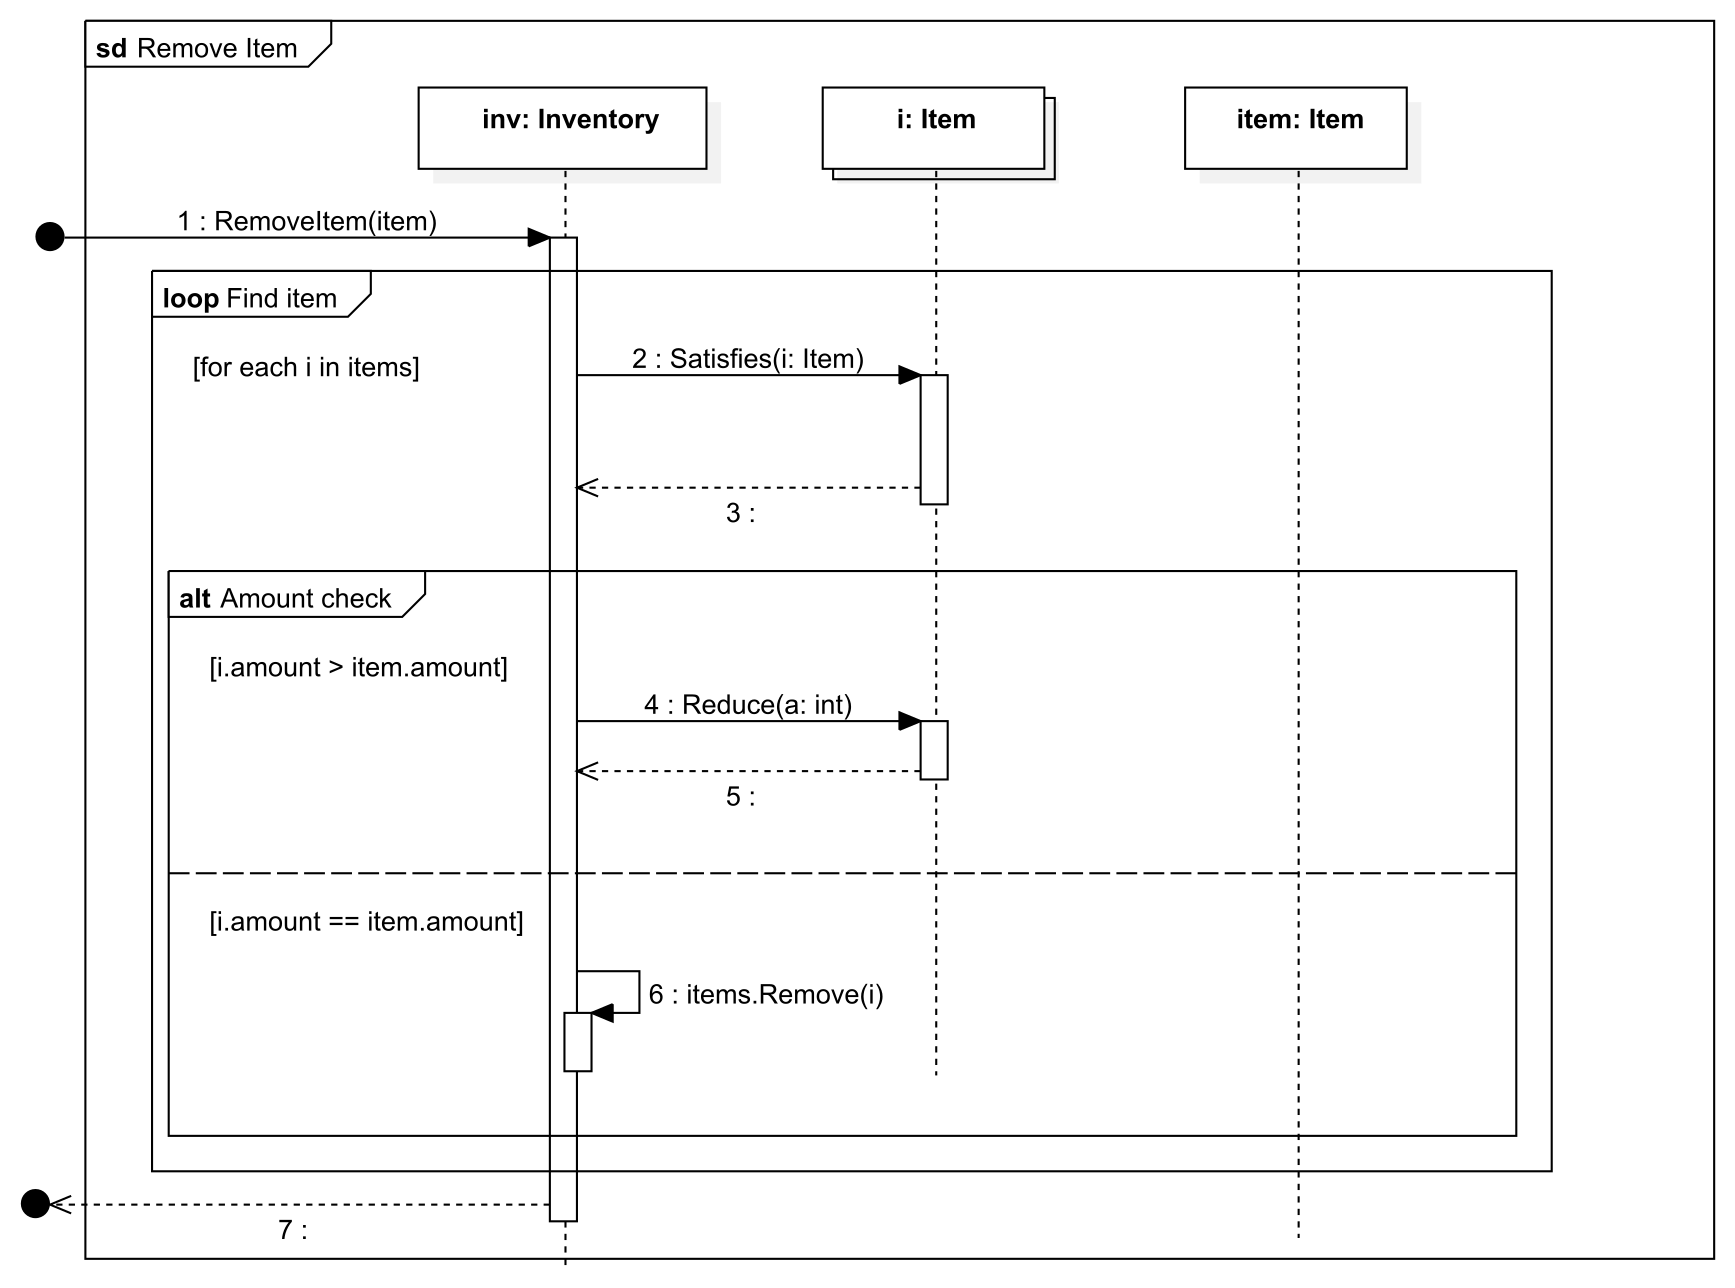 sd Remove Item
inv: Inventory
i: Item
item: Item
1 : RemoveItem(item)
loop Find item
[for each i in items]
2 : Satisfies(i: Item)
3 :
alt Amount check
[i.amount > item.amount]
4 : Reduce(a: int)
5 :
[i.amount == item.amount]
6 : items.Remove(i)
7 :